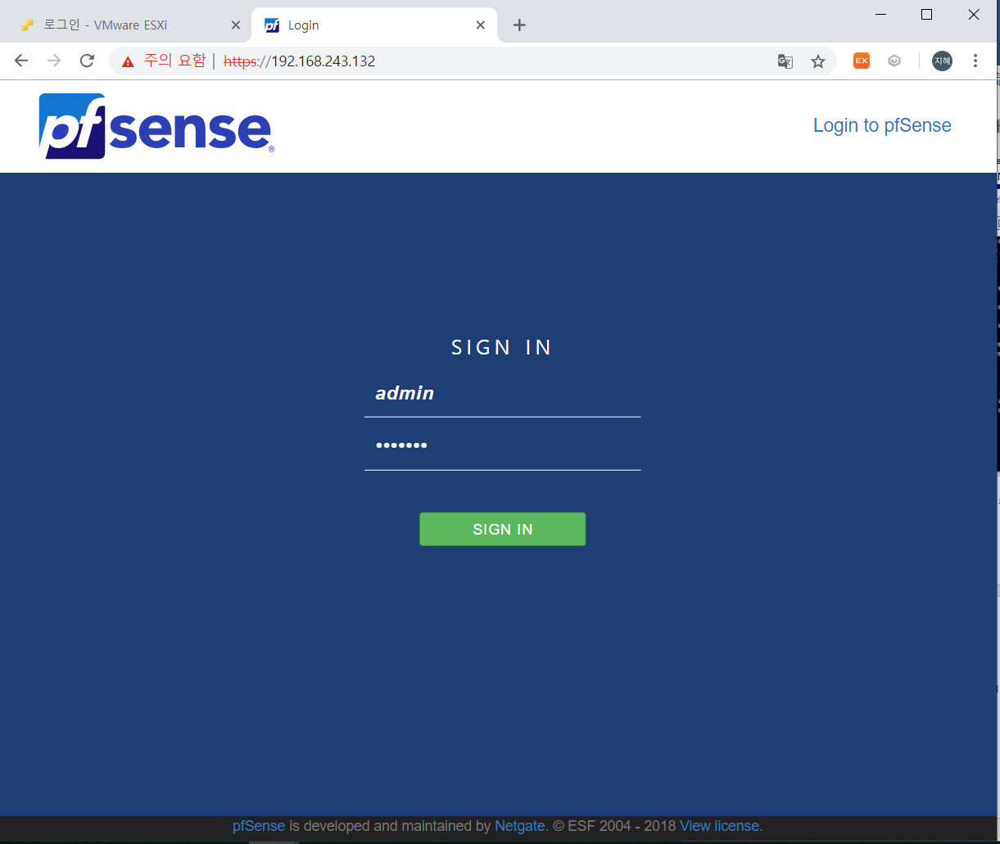 로그인 - VMware ESXi
Login
주의 요함 | https://192.168.243.132
EX
지혜
pfsense®
Login to pfSense
SIGN IN
admin
•••••••
SIGN IN
pfSense is developed and maintained by Netgate. © ESF 2004 - 2018 View license.